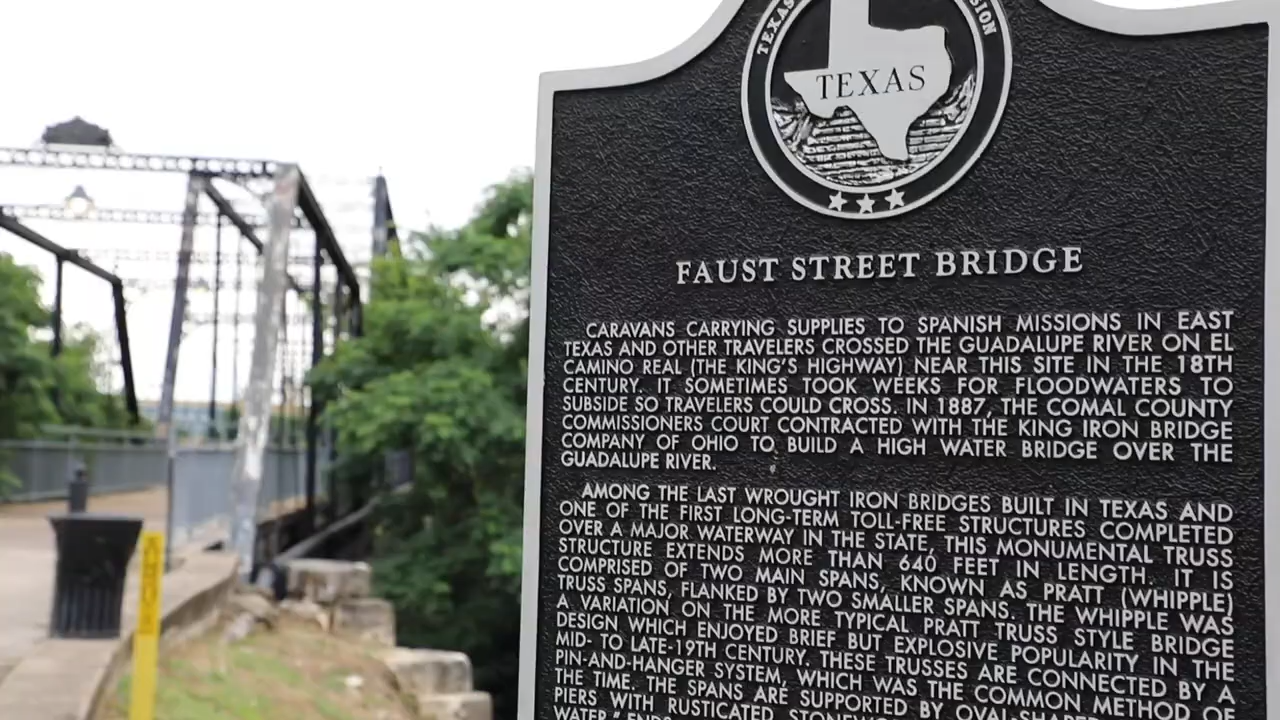 TEXAS
SION
TEXAS
FAUST STREET BRIDGE
CARAVANS CARRYING SUPPLIES TO SPANISH MISSIONS IN EAST
TEXAS AND OTHER TRAVELERS CROSSED THE GUADALUPE RIVER ON EL
CAMINO REAL (THE KING'S HIGHWAY) NEAR THIS SITE IN THE 18TH
CENTURY. IT SOMETIMES TOOK WEEKS FOR FLOODWATERS TO
SUBSIDE SO TRAVELERS COULD CROSS. IN 1887, THE COMAL COUNTY
COMMISSIONERS COURT CONTRACTED WITH THE KING IRON BRIDGE
COMPANY OF OHIO TO BUILD A HIGH WATER BRIDGE OVER THE
GUADALUPE RIVER.
AMONG THE LAST WROUGHT IRON BRIDGES BUILT IN TEXAS AND
ONE OF THE FIRST LONG-TERM TOLL-FREE STRUCTURES COMPLETED
OVER A MAJOR WATERWAY IN THE STATE, THIS MONUMENTAL TRUSS
STRUCTURE EXTENDS MORE THAN 640 FEET IN LENGTH. IT IS
COMPRISED OF TWO MAIN SPANS, KNOWN AS PRATT (WHIPPLE)
TRUSS SPANS, FLANKED BY TWO SMALLER SPANS. THE WHIPPLE WAS
A VARIATION ON THE MORE TYPICAL PRATT TRUSS STYLE BRIDGE
DESIGN WHICH ENJOYED BRIEF BUT EXPLOSIVE POPULARITY IN THE
MID- TO LATE-19TH CENTURY. THESE TRUSSES ARE CONNECTED BY A
PIN-AND-HANGER SYSTEM, WHICH WAS THE COMMON METHOD OF
THE TIME. THE SPANS ARE SUPPORTED BY OVAL-SHAPED
PIERS WITH RUSTICATED
WATER" ENDS